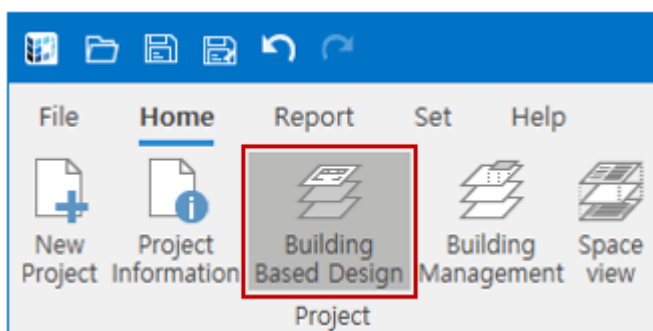 File Home Report Set Help
New Project Building Building Space
Project Information Based Design Management view
Project